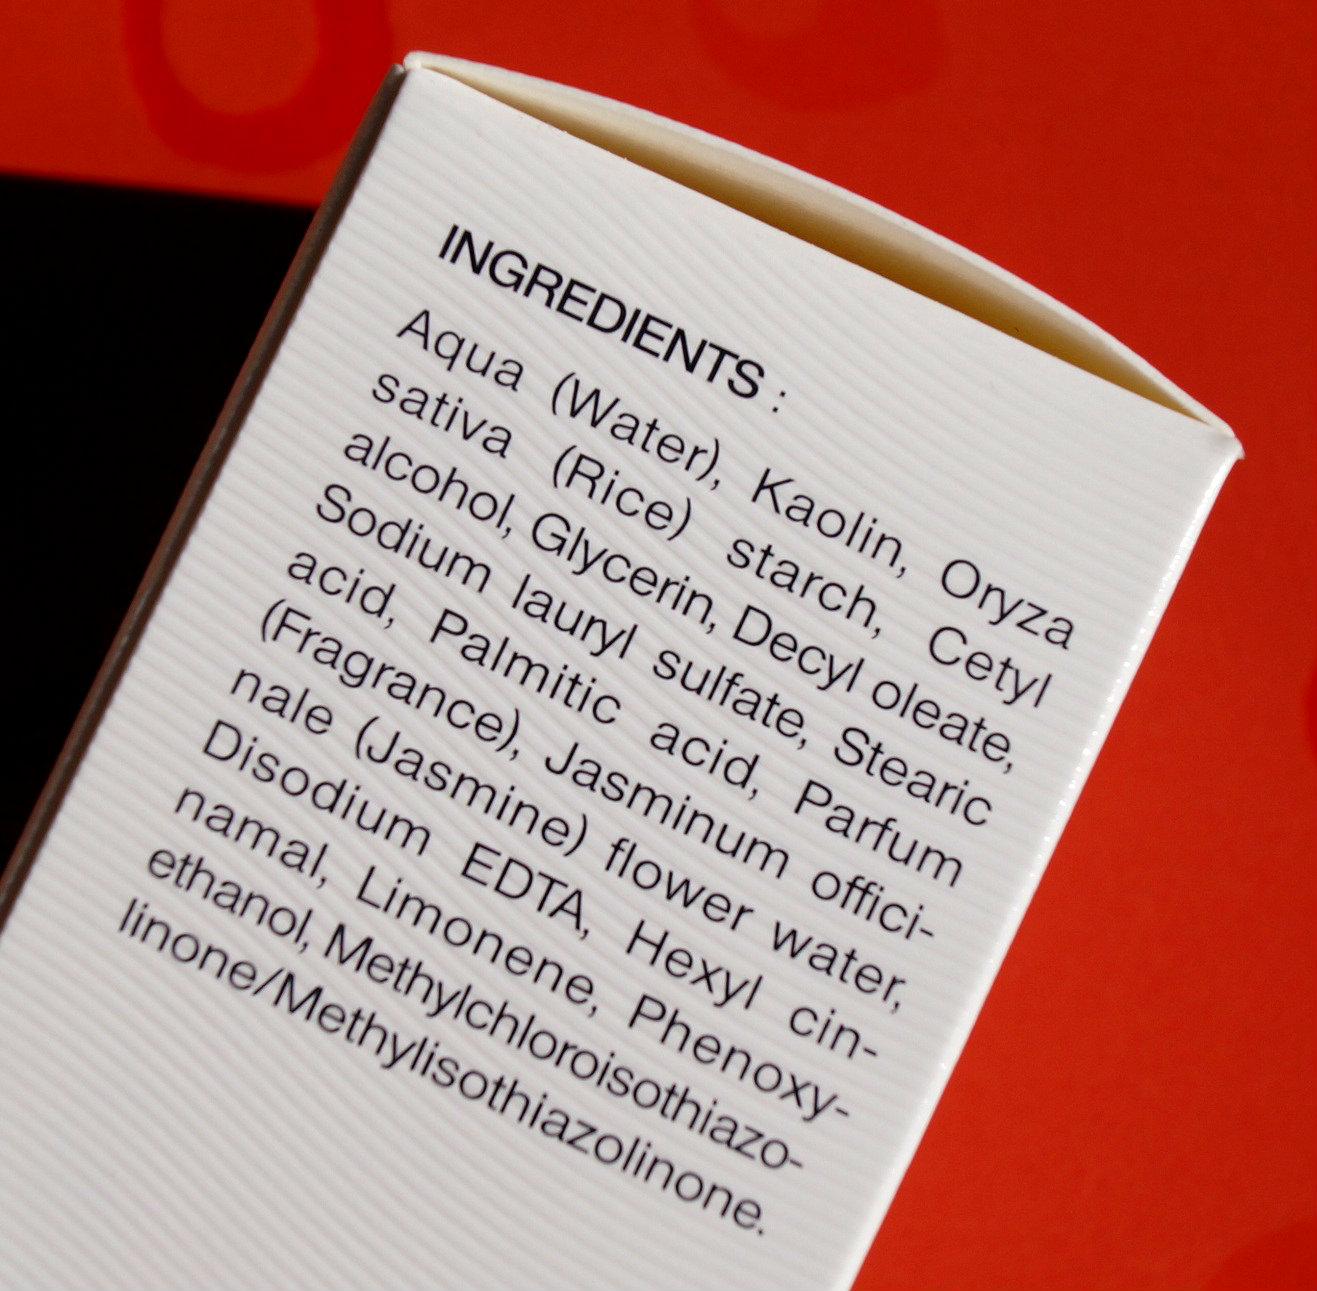 INGREDIENTS :
Aqua (Water), Kaolin, Oryza
sativa (Rice) starch, Cetyl
alcohol, Glycerin, Decyl oleate,
Sodium lauryl sulfate, Stearic
acid, Palmitic acid, Parfum
(Fragrance), Jasminum offici-
nale (Jasmine) flower water,
Disodium EDTA, Hexyl cin-
namal, Limonene, Phenoxy-
ethanol, Methylchloroisothiazo-
linone/Methylisothiazolinone.